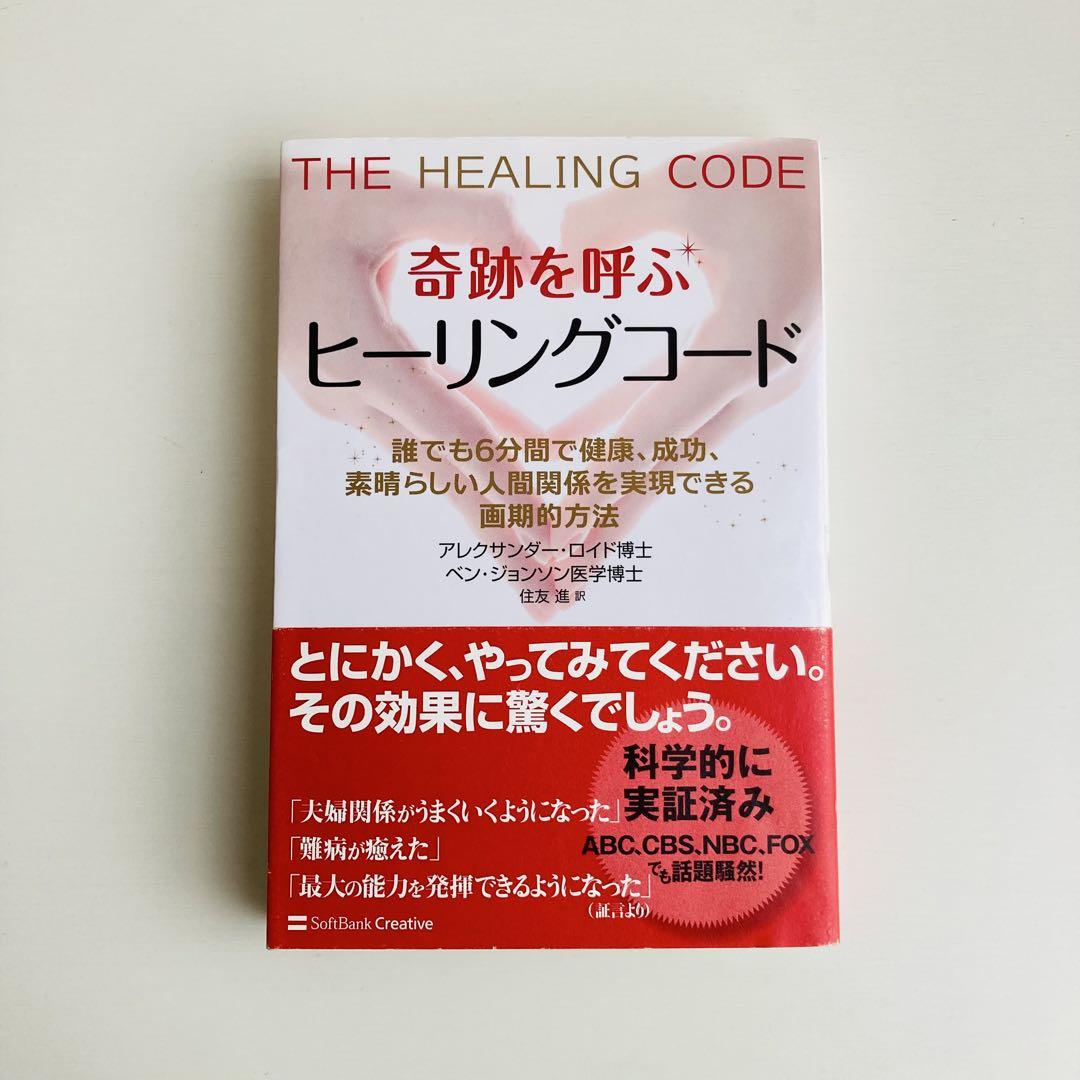 THE HEALING CODE
奇跡を呼ぶ
ヒーリングコード
誰でも6分間で健康、成功、
素晴らしい人間関係を実現できる
画期的方法
アレクサンダー・ロイド博士
ベン・ジョンソン医学博士
住友 進 訳
とにかく、やってみてください。
その効果に驚くでしょう。
科学的に
実証済み
ABC、CBS、NBC、FOX
でも話題騒然!
「夫婦関係がうまくいくようになった」
「難病が癒えた」
「最大の能力を発揮できるようになった」
(証言より)
SoftBank Creative